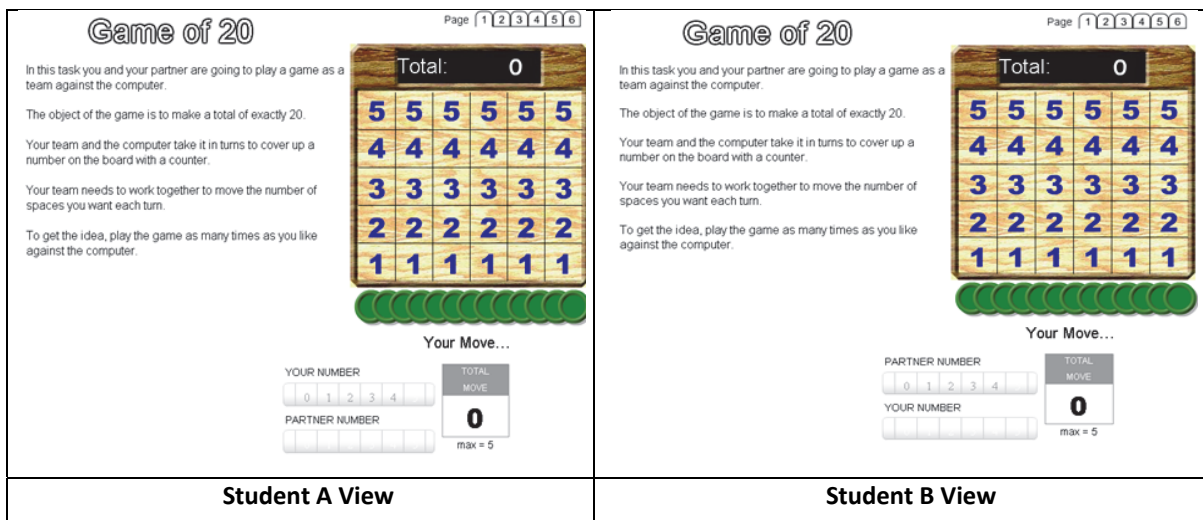 Game of 20
Page 1 2 3 4 5 6
In this task you and your partner are going to play a game as a
team against the computer.
The object of the game is to make a total of exactly 20.
Your team and the computer take it in turns to cover up a
number on the board with a counter.
Your team needs to work together to move the number of
spaces you want each turn.
To get the idea, play the game as many times as you like
against the computer.
Total: 0
5 5 5 5 5 5
4 4 4 4 4 4
3 3 3 3 3 3
2 2 2 2 2 2
1 1 1 1 1 1
Your Move...
YOUR NUMBER
0 1 2 3 4
PARTNER NUMBER
TOTAL
MOVE
0
max = 5
Student A View
Game of 20
Page 1 2 3 4 5 6
In this task you and your partner are going to play a game as a
team against the computer.
The object of the game is to make a total of exactly 20.
Your team and the computer take it in turns to cover up a
number on the board with a counter.
Your team needs to work together to move the number of
spaces you want each turn.
To get the idea, play the game as many times as you like
against the computer.
Total: 0
5 5 5 5 5 5
4 4 4 4 4 4
3 3 3 3 3 3
2 2 2 2 2 2
1 1 1 1 1 1
Your Move...
PARTNER NUMBER
0 1 2 3 4
YOUR NUMBER
TOTAL
MOVE
0
max = 5
Student B View